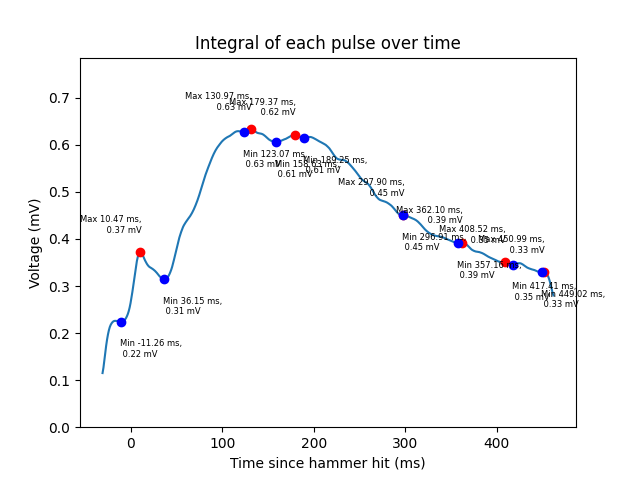 Integral of each pulse over time
Voltage (mV)
0.7
0.6
0.5
0.4
0.3
0.2
0.1
0.0
Max 130.97 ms,
0.63 mV
Max 179.37 ms,
0.62 mV
Min 123.07 ms,
0.63 mV
Min 158.63 ms,
0.61 mV
Min 189.25 ms,
0.61 mV
Max 297.90 ms,
0.45 mV
Max 10.47 ms,
0.37 mV
Max 362.10 ms,
0.39 mV
Min 296.91 ms,
0.45 mV
Max 408.52 ms,
0.35 mV
Max 450.99 ms,
0.33 mV
Min 357.16 ms,
0.39 mV
Min 36.15 ms,
0.31 mV
Min 417.41 ms,
0.35 mV
Min 449.02 ms,
0.33 mV
Min -11.26 ms,
0.22 mV
0
100
200
300
400
Time since hammer hit (ms)